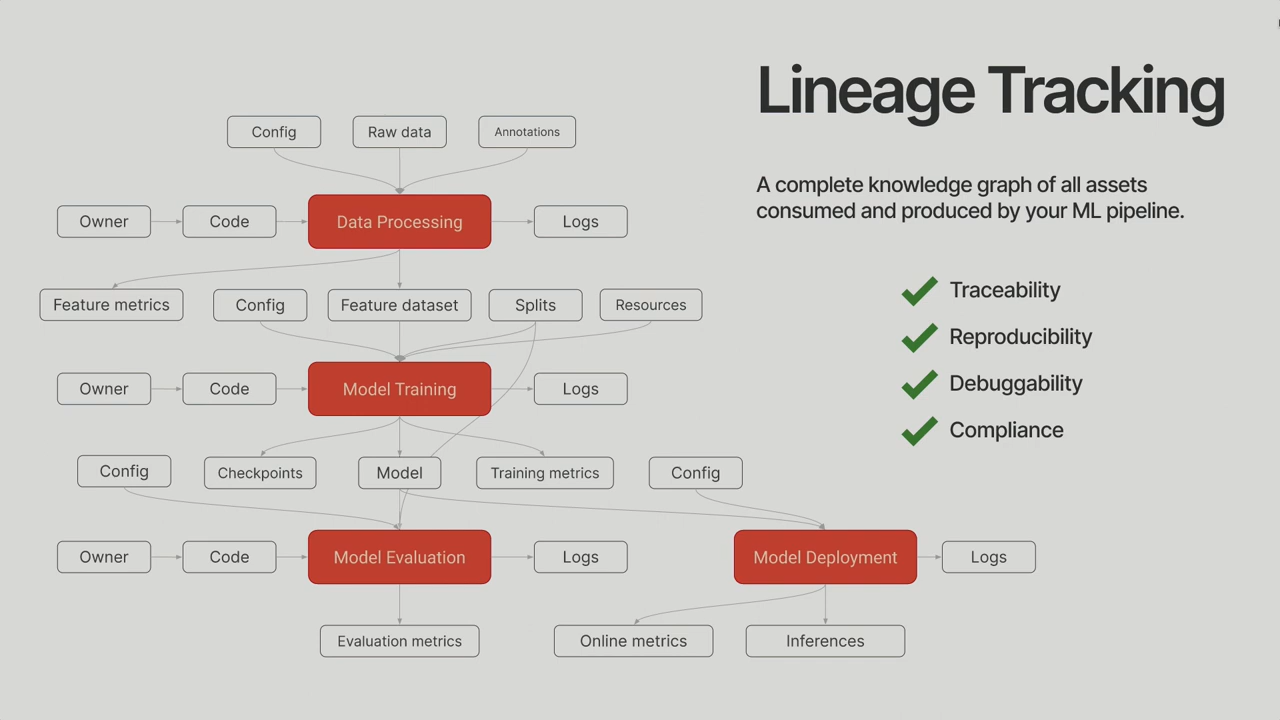 Lineage Tracking
A complete knowledge graph of all assets
consumed and produced by your ML pipeline.
Traceability
Reproducibility
Debuggability
Compliance
Config
Raw data
Annotations
Owner
Code
Data Processing
Logs
Feature metrics
Config
Feature dataset
Splits
Resources
Owner
Code
Model Training
Logs
Config
Checkpoints
Model
Training metrics
Config
Owner
Code
Model Evaluation
Logs
Model Deployment
Logs
Evaluation metrics
Online metrics
Inferences